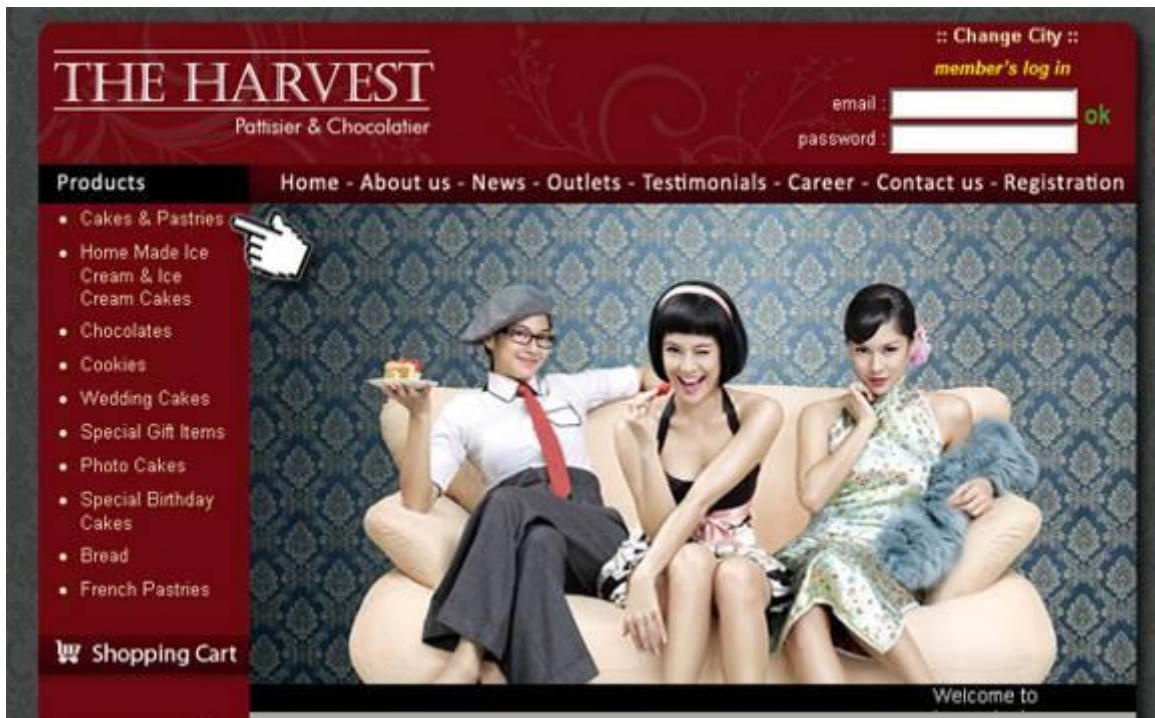 :: Change City ::
member's log in
THE HARVEST
Pattisier & Chocolatier
email :
ok
password :
Products
Home - About us - News - Outlets - Testimonials - Career - Contact us - Registration
Cakes & Pastries
Home Made Ice
Cream & Ice
Cream Cakes
Chocolates
Cookies
Wedding Cakes
Special Gift Items
Photo Cakes
Special Birthday
Cakes
Bread
French Pastries
Shopping Cart
Welcome to